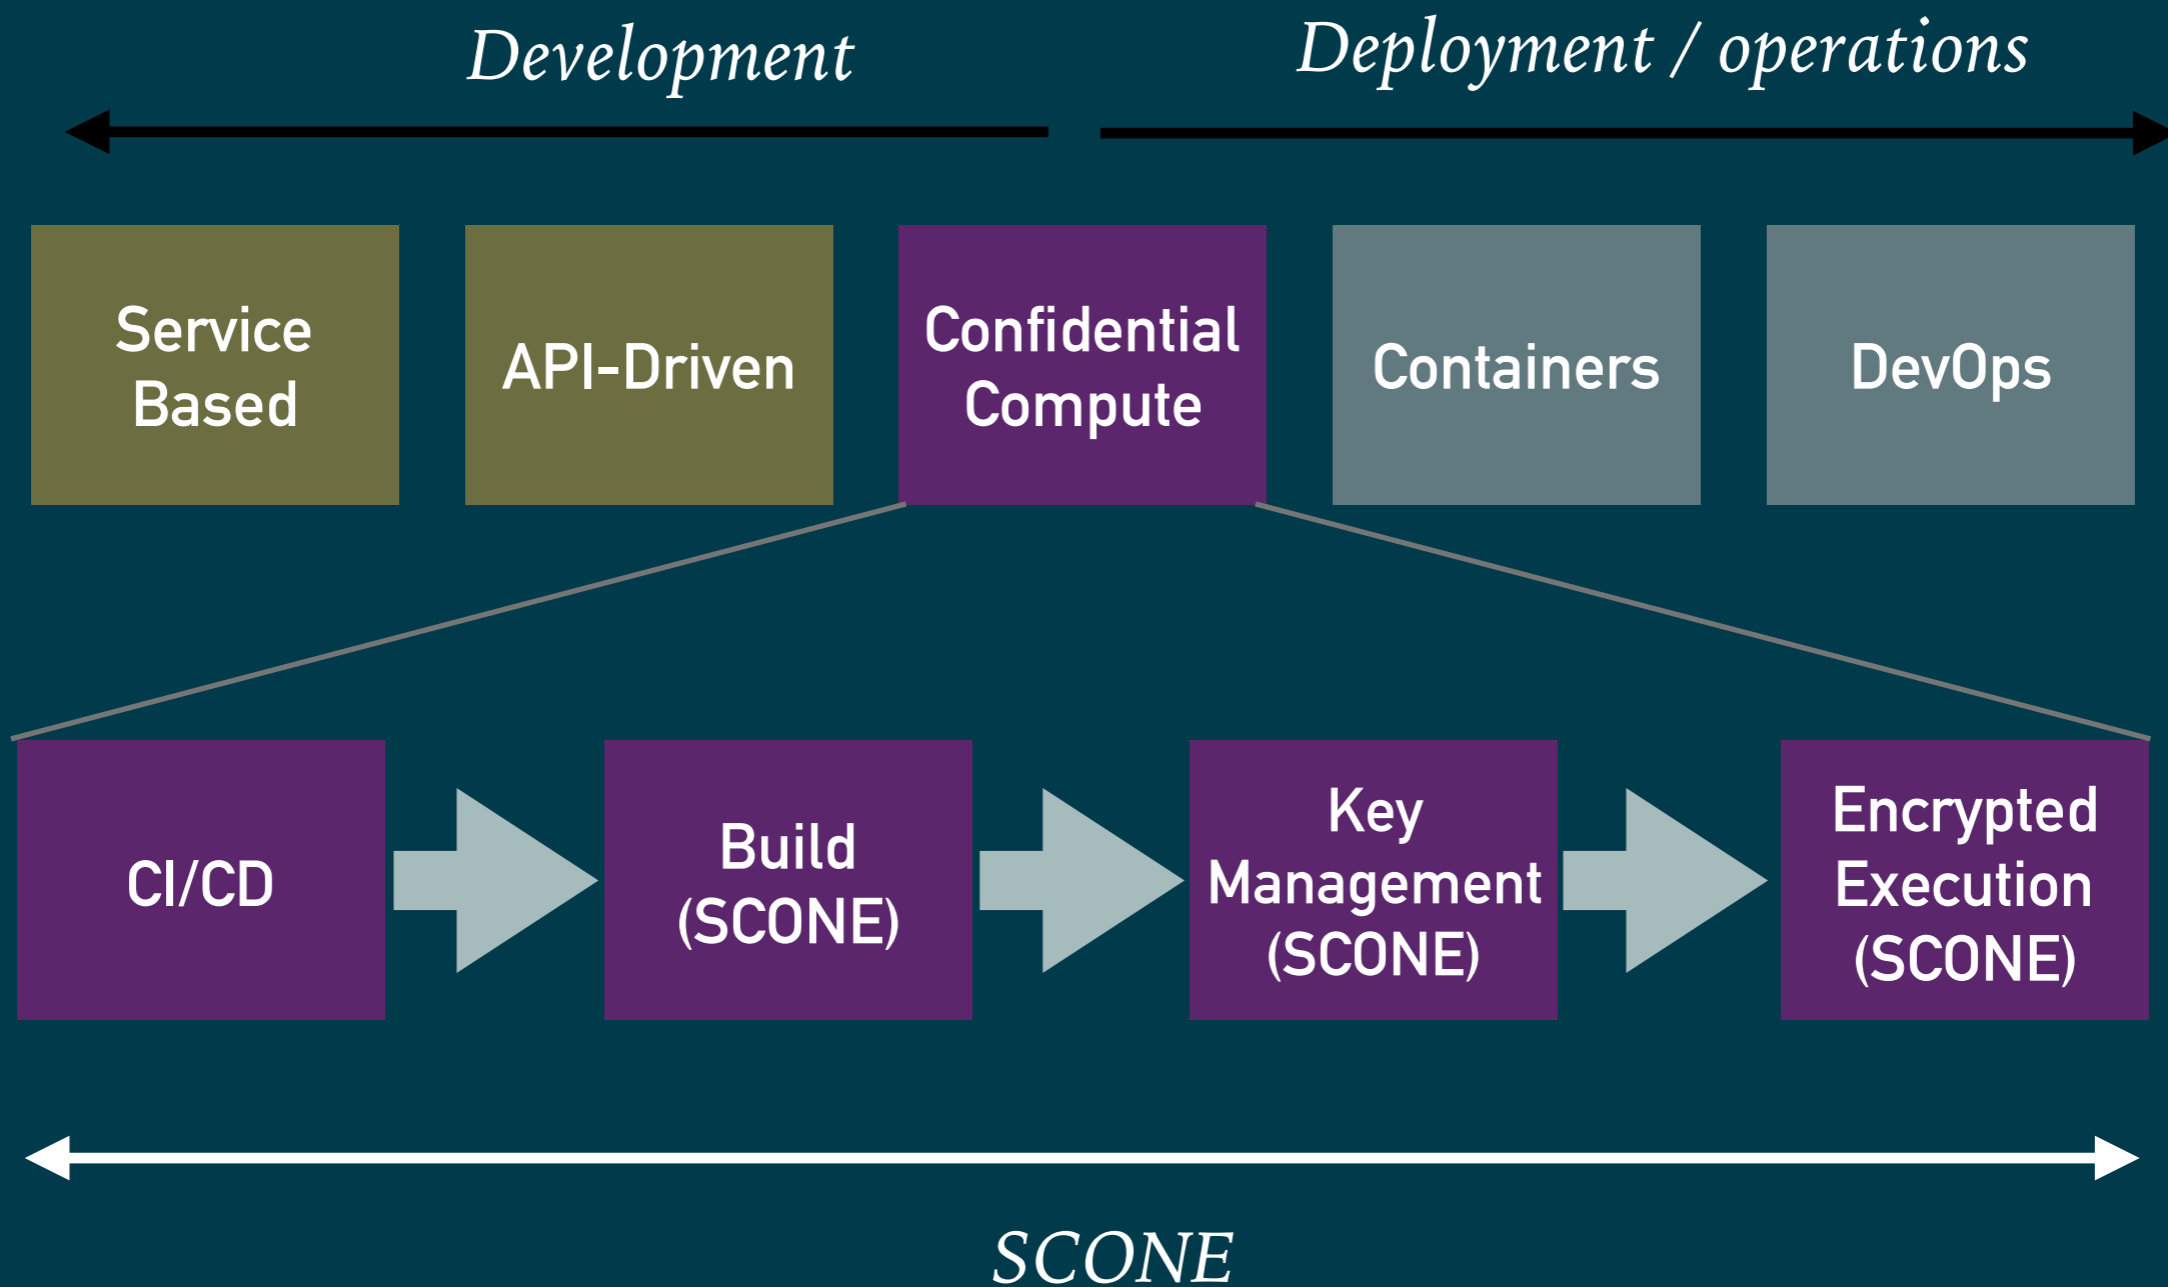 Development
Deployment / operations
Service
Based
API-Driven
Confidential
Compute
Containers
DevOps
CI/CD
Build
(SCONE)
Key
Management
(SCONE)
Encrypted
Execution
(SCONE)
SCONE